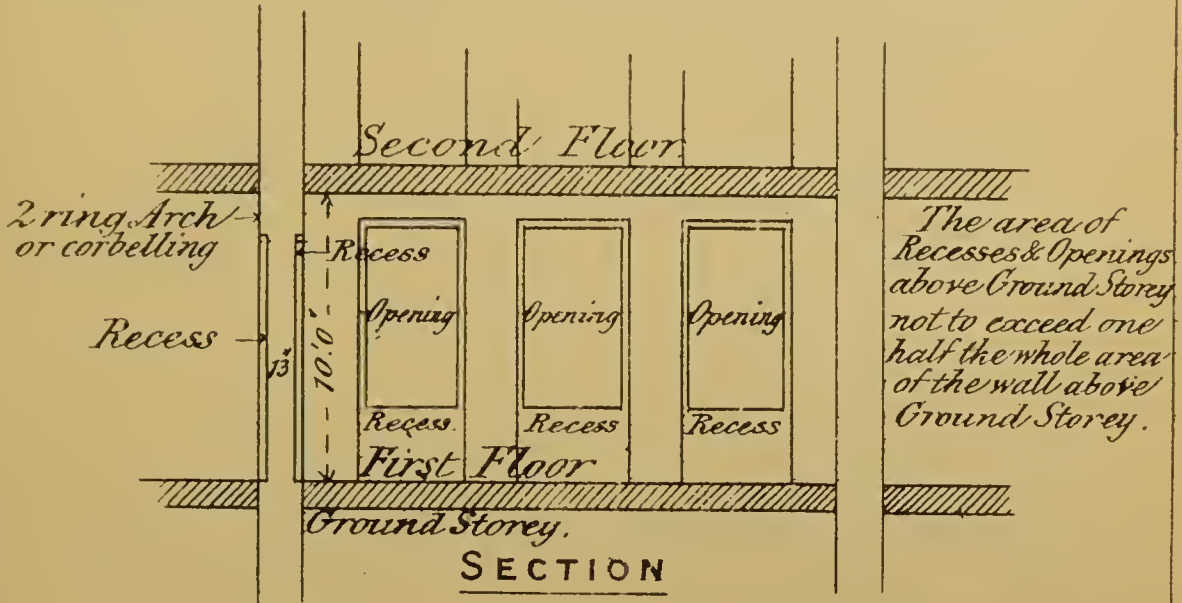 Second Floor
2 ring Arch
or corbelling
Recess
Recess
13"
10'.0"
Opening
Opening
Opening
Recess.
Recess
Recess
First Floor
Ground Storey.
SECTION
The area of
Recesses & Openings
above Ground Storey
not to exceed one
half the whole area
of the wall above
Ground Storey.